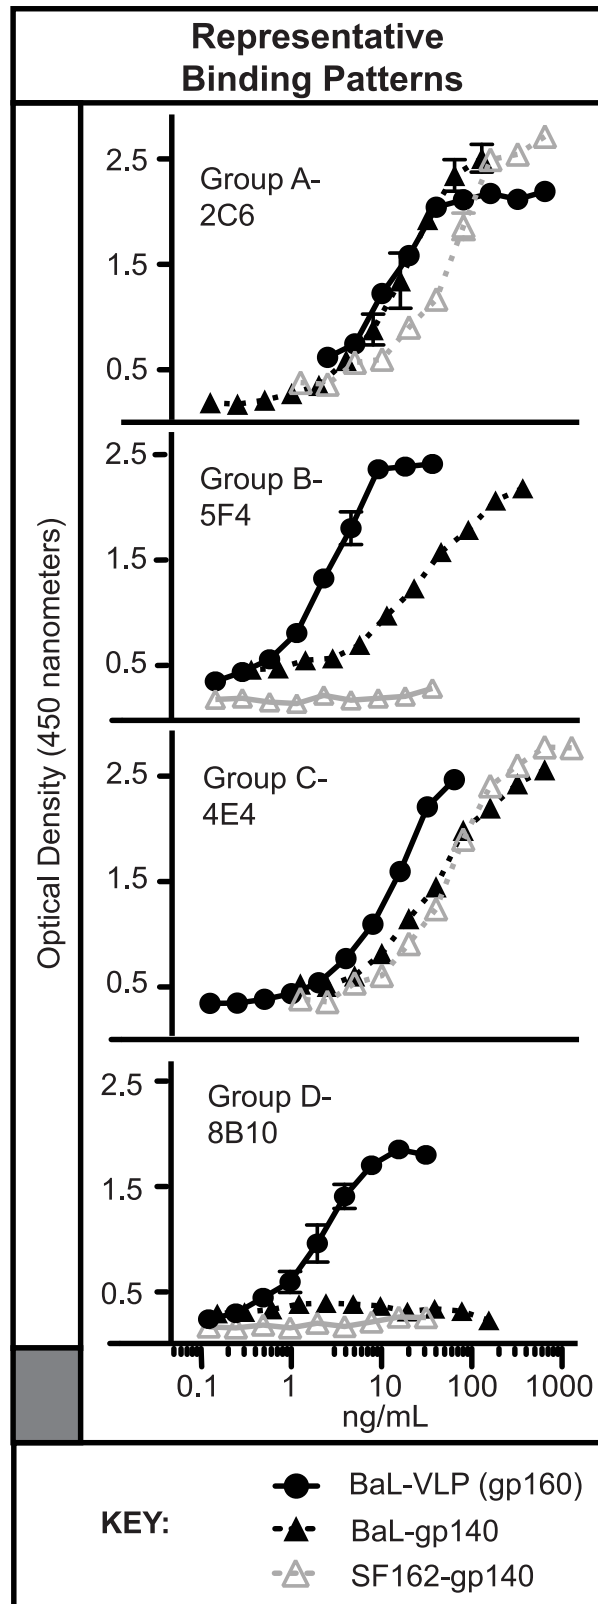 Representative
Binding Patterns
Optical Density (450 nanometers)
Group A-
2C6
2.5
1.5
0.5
Group B-
5F4
2.5
1.5
0.5
Group C-
4E4
2.5
1.5
0.5
Group D-
8B10
2.5
1.5
0.5
0.1 1 10 100 1000
ng/mL
KEY:
BaL-VLP (gp160)
BaL-gp140
SF162-gp140